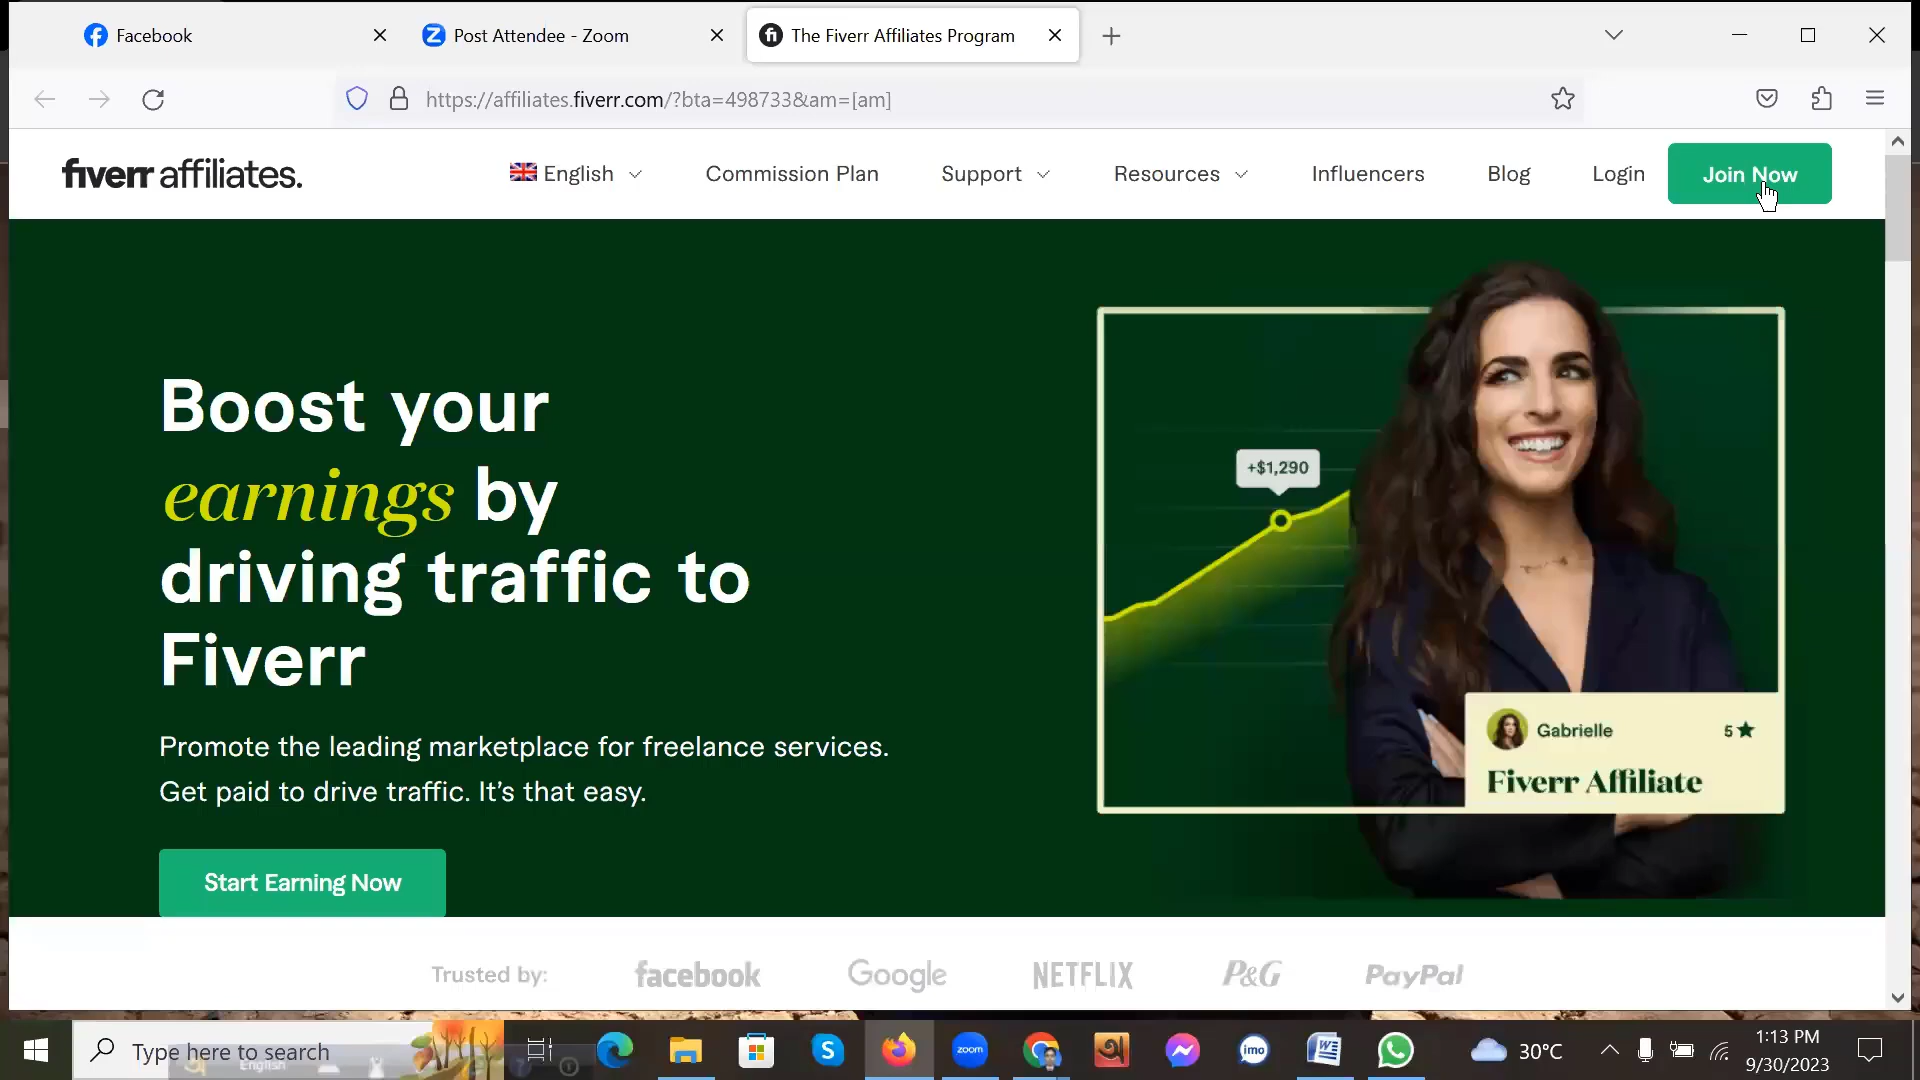 Facebook
Post Attendee - Zoom
The Fiverr Affiliates Program
https://affiliates.fiverr.com/?bta=498733&am=[am]
fiverr affiliates.
English
Commission Plan
Support
Resources
Influencers
Blog
Login
Join Now
Boost your
earnings by
driving traffic to
Fiverr
Promote the leading marketplace for freelance services.
Get paid to drive traffic. It's that easy.
Start Earning Now
+$1,290
Gabrielle
5★
Fiverr Affiliate
Trusted by:
facebook
Google
NETFLIX
P&G
PayPal
Type here to search
English
zoom
imo
30°C
1:13 PM
9/30/2023